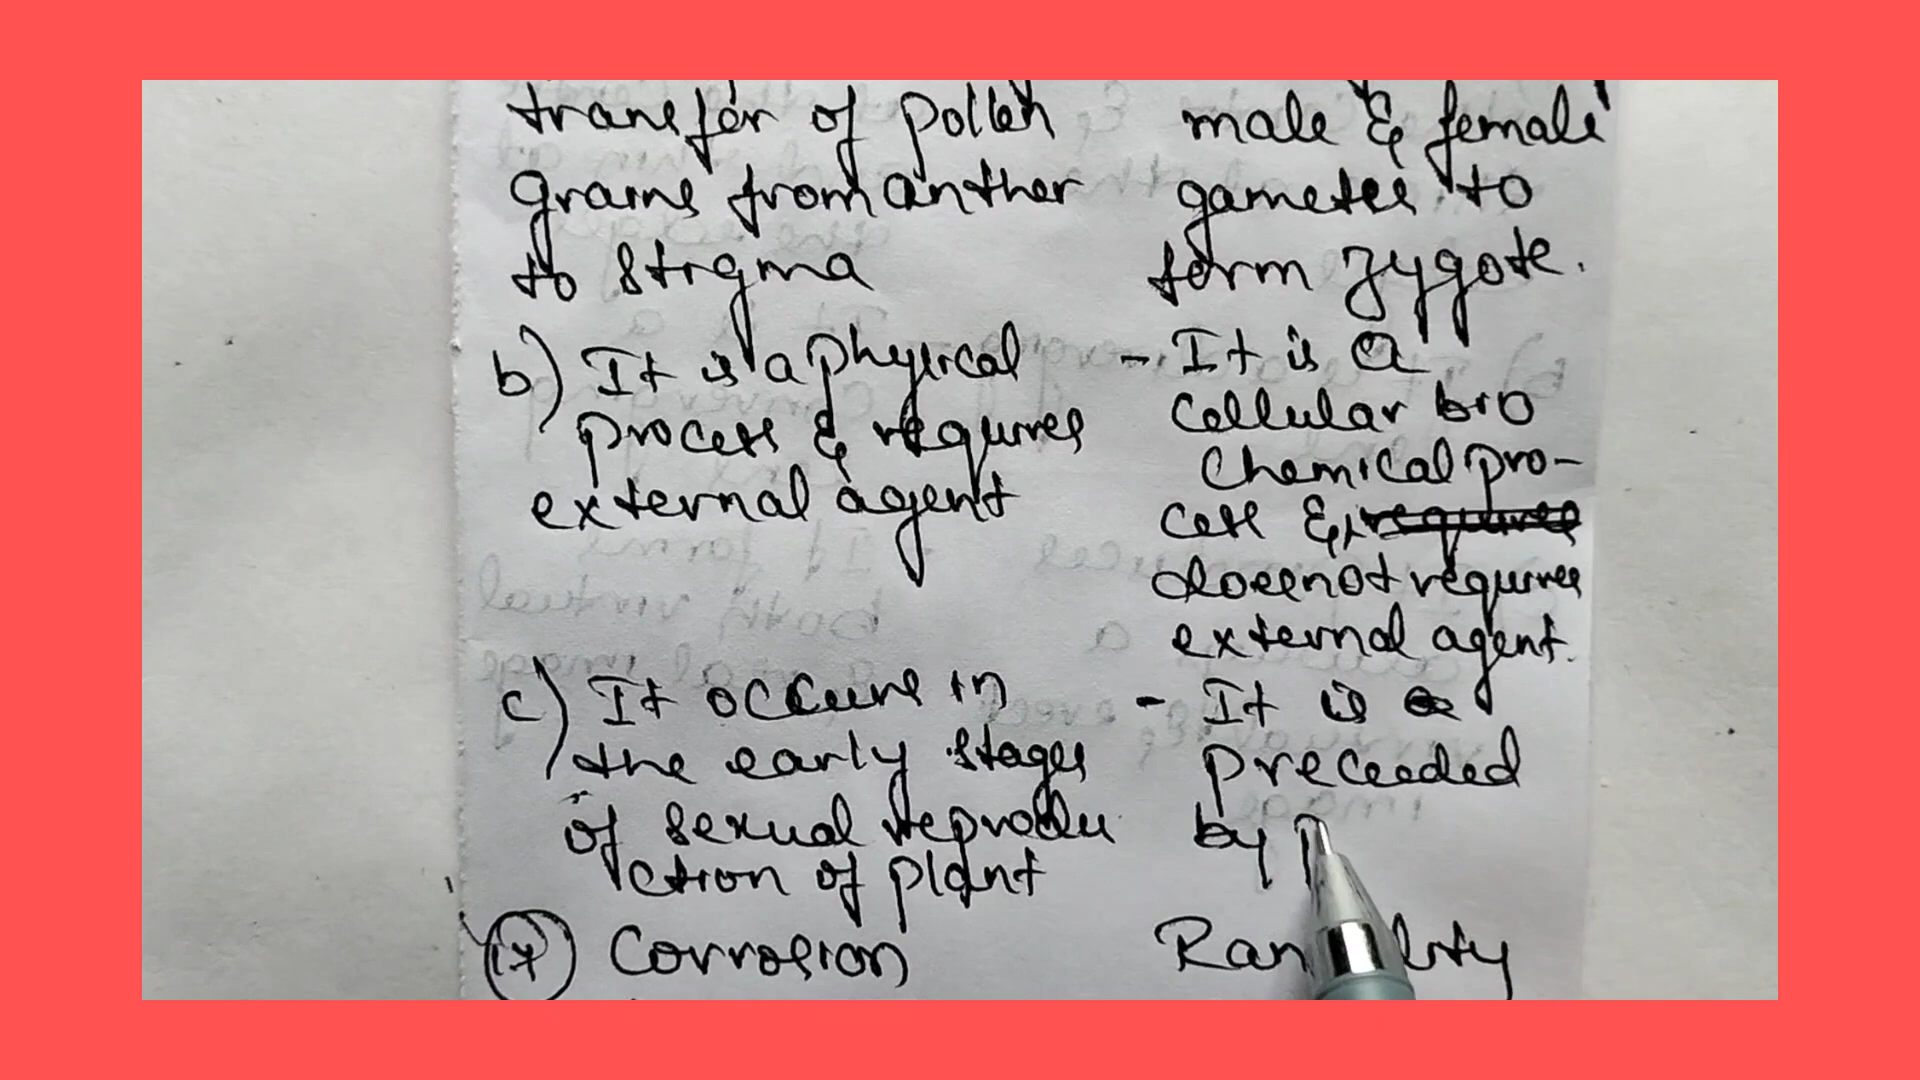 transfer of pollen
grains from anther
to stigma
b) It is a physical
process & requires
external agent
c) It occurs in
the early stages
of sexual reprodu
ction of plant
male & female
gametes to
form zygote.
- It is a
cellular bio
chemical pro-
cess &
does not requires
external agent.
- It is
preceeded
by
17 Corrosion